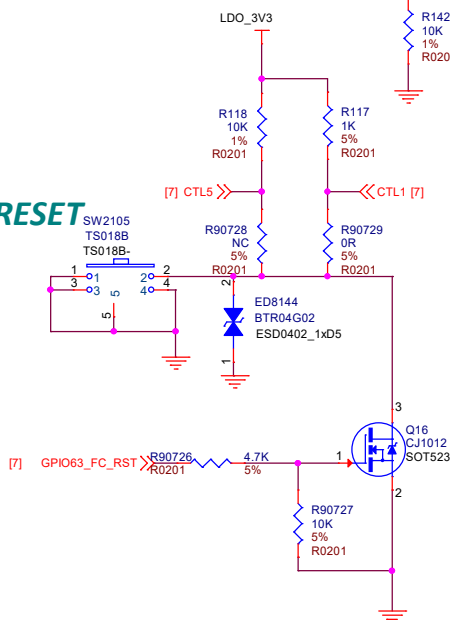 LDO_3V3
R142
10K
1%
R118
10K
1%
R0201
R117
1K
5%
R0201
[7] CTL5
CTL1 [7]
RESET
SW2105
TS018B
TS018B-
R90728
NC
5%
R0201
R90729
0R
5%
R0201
1
1
2
2
3
3
4
4
5
5
2
ED8144
BTR04G02
ESD0402_1xD5
1
3
Q16
CJ1012
SOT523
1
2
[7] GPIO63_FC_RST
R90726
4.7K
R0201
5%
R90727
10K
5%
R0201